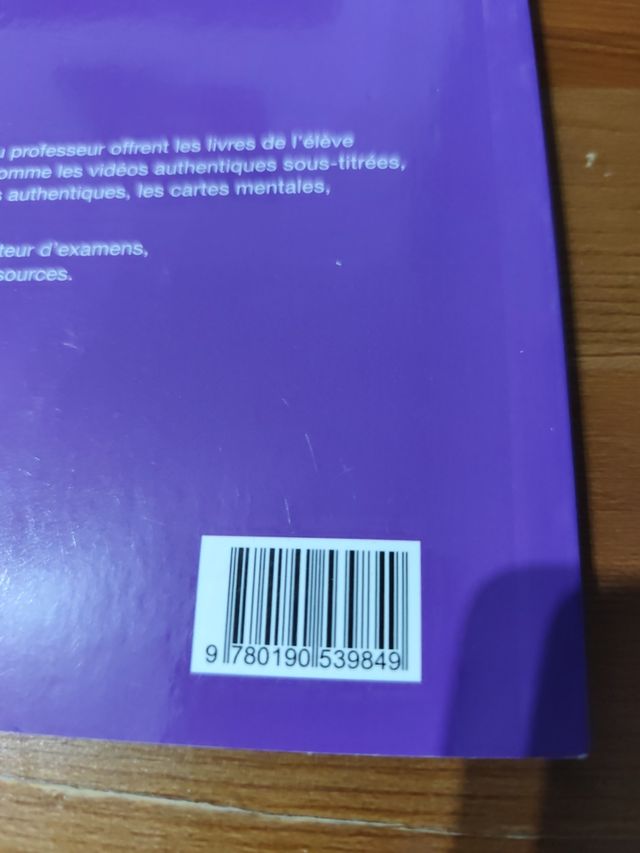 u professeur offrent les livres de l'élève
omme les vidéos authentiques sous-titrées,
s authentiques, les cartes mentales,
teur d'examens,
sources.
9 780190 539849